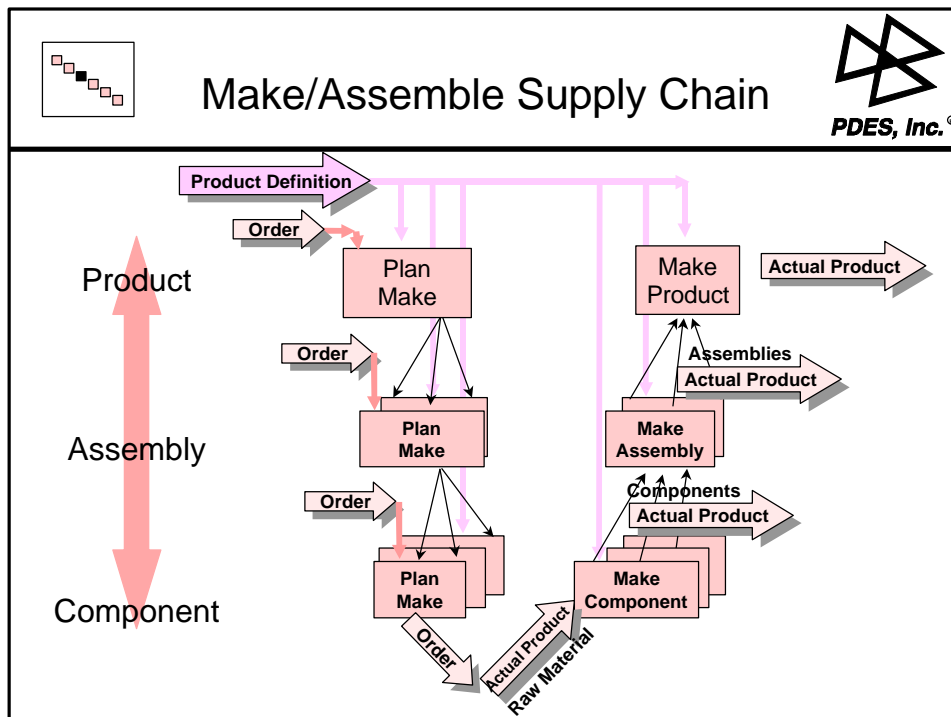 Make/Assemble Supply Chain
PDES, Inc.®
Product Definition
Order
Product
Plan
Make
Make
Product
Actual Product
Order
Assemblies
Actual Product
Assembly
Plan
Make
Make
Assembly
Order
Components
Actual Product
Component
Plan
Make
Make
Component
Order
Actual Product
Raw Material